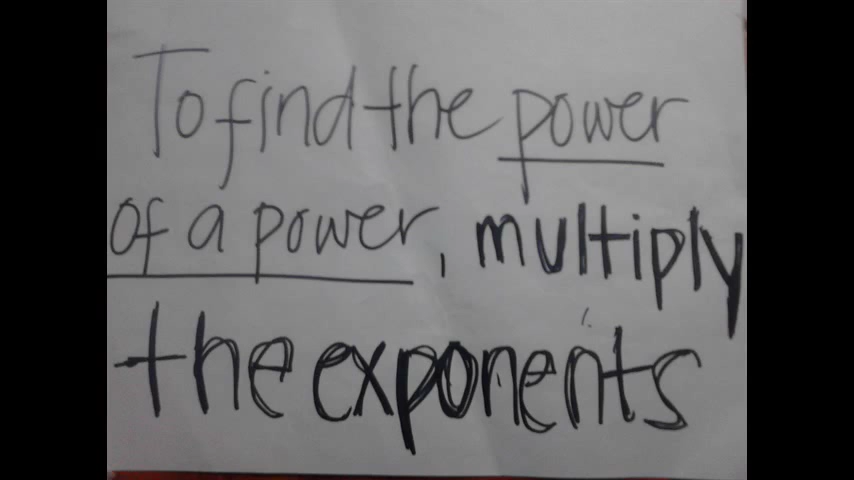 To find the power
of a power, multiply
the exponents